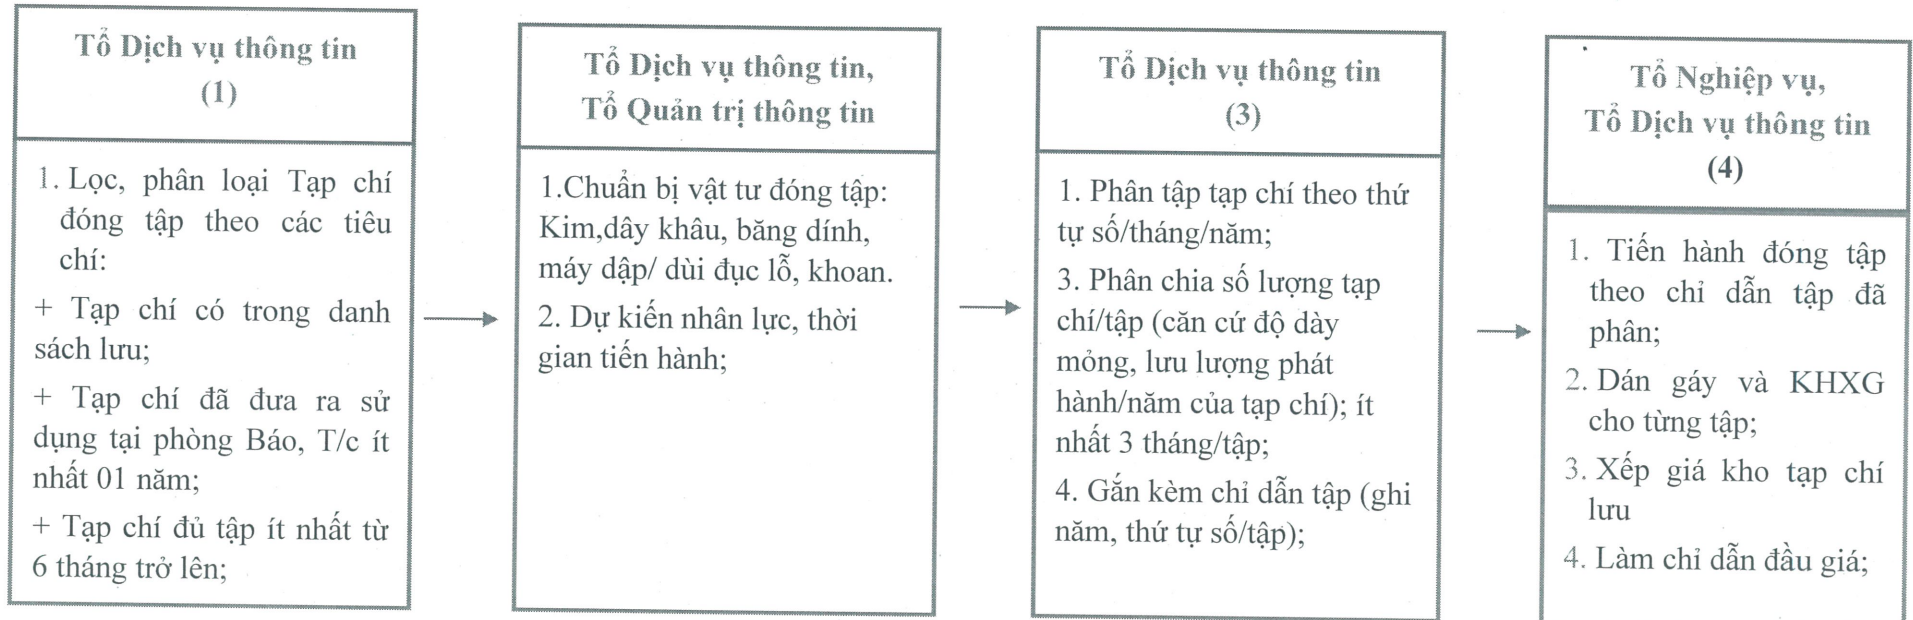 Tổ Dịch vụ thông tin
(1)
1. Lọc, phân loại Tạp chí
đóng tập theo các tiêu
chí:
+ Tạp chí có trong danh
sách lưu;
+ Tạp chí đã đưa ra sử
dụng tại phòng Báo, T/c ít
nhất 01 năm;
+ Tạp chí đủ tập ít nhất từ
6 tháng trở lên;
Tổ Dịch vụ thông tin,
Tổ Quản trị thông tin
1.Chuẩn bị vật tư đóng tập:
Kim,dây khâu, băng dính,
máy dập/ dùi đục lỗ, khoan.
2. Dự kiến nhân lực, thời
gian tiến hành;
Tổ Dịch vụ thông tin
(3)
1. Phân tập tạp chí theo thứ
tự số/tháng/năm;
3. Phân chia số lượng tạp
chí/tập (căn cứ độ dày
mỏng, lưu lượng phát
hành/năm của tạp chí); ít
nhất 3 tháng/tập;
4. Gắn kèm chỉ dẫn tập (ghi
năm, thứ tự số/tập);
Tổ Nghiệp vụ,
Tổ Dịch vụ thông tin
(4)
1. Tiến hành đóng tập
theo chỉ dẫn tập đã
phân;
2. Dán gáy và KHXG
cho từng tập;
3. Xếp giá kho tạp chí
lưu
4. Làm chỉ dẫn đầu giá;